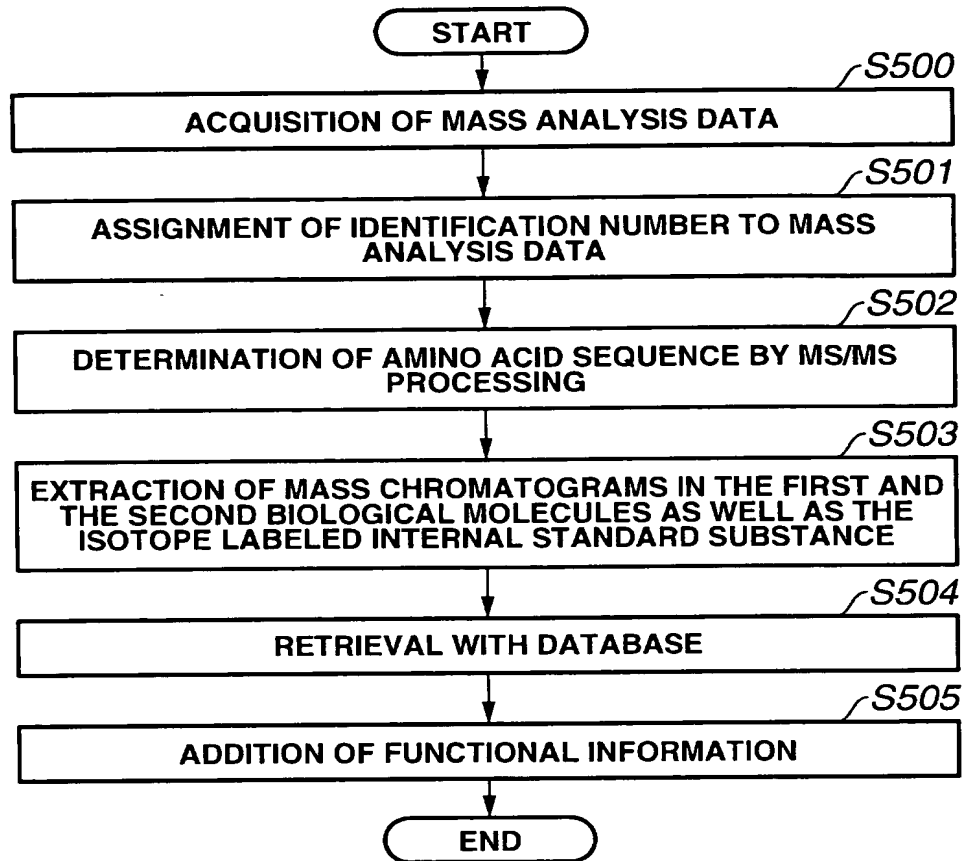 START
S500
ACQUISITION OF MASS ANALYSIS DATA
S501
ASSIGNMENT OF IDENTIFICATION NUMBER TO MASS
ANALYSIS DATA
S502
DETERMINATION OF AMINO ACID SEQUENCE BY MS/MS
PROCESSING
S503
EXTRACTION OF MASS CHROMATOGRAMS IN THE FIRST AND
THE SECOND BIOLOGICAL MOLECULES AS WELL AS THE
ISOTOPE LABELED INTERNAL STANDARD SUBSTANCE
S504
RETRIEVAL WITH DATABASE
S505
ADDITION OF FUNCTIONAL INFORMATION
END